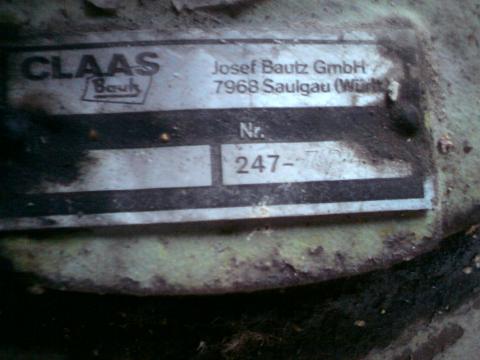 CLAAS
Bautz
Josef Bautz GmbH
7968 Saulgau (Württ
Nr.
247-